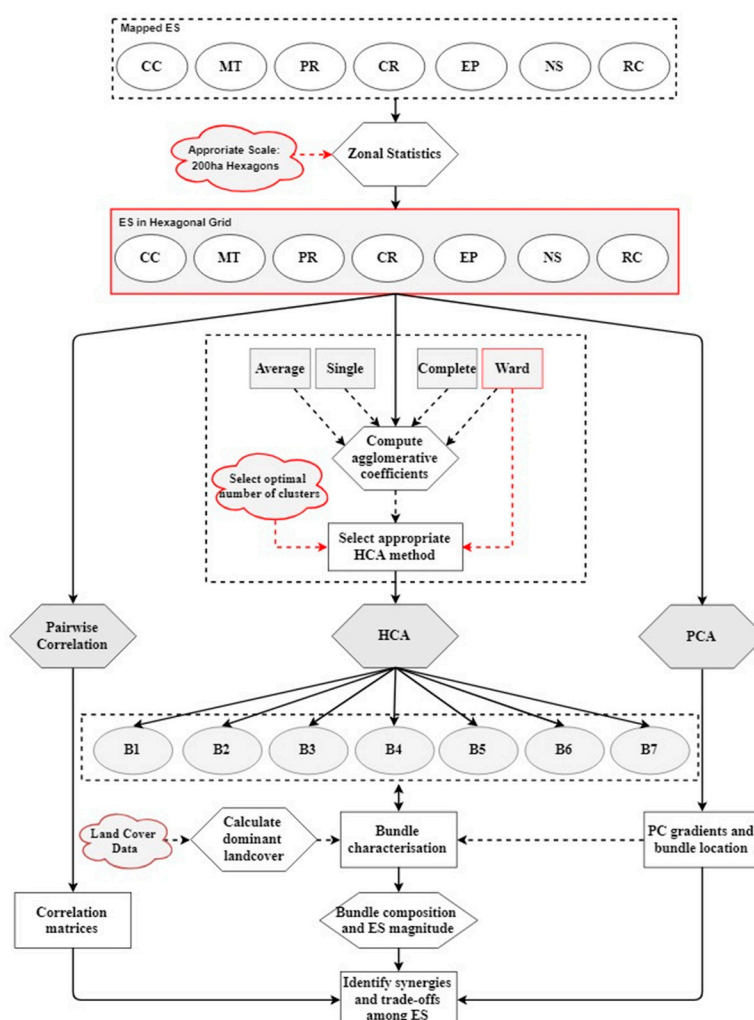 Mapped ES
CC MT PR CR EP NS RC
Approriate Scale:
200ha Hexagons
Zonal Statistics
ES in Hexagonal Grid
CC MT PR CR EP NS RC
Average Single Complete Ward
Compute
agglomerative
coefficients
Select optimal
number of clusters
Select appropriate
HCA method
Pairwise
Correlation
HCA
PCA
B1 B2 B3 B4 B5 B6 B7
Land Cover
Data
Calculate
dominant
landcover
Bundle
characterisation
PC gradients and
bundle location
Correlation
matrices
Bundle composition
and ES magnitude
Identify synergies
and trade-offs
among ES